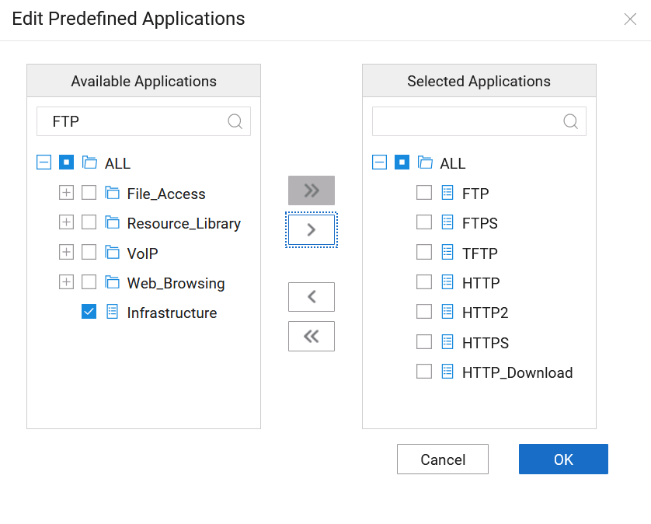 Edit Predefined Applications
Available Applications
FTP
ALL
File_Access
Resource_Library
VoIP
Web_Browsing
Infrastructure
Selected Applications
ALL
FTP
FTPS
TFTP
HTTP
HTTP2
HTTPS
HTTP_Download
Cancel
OK